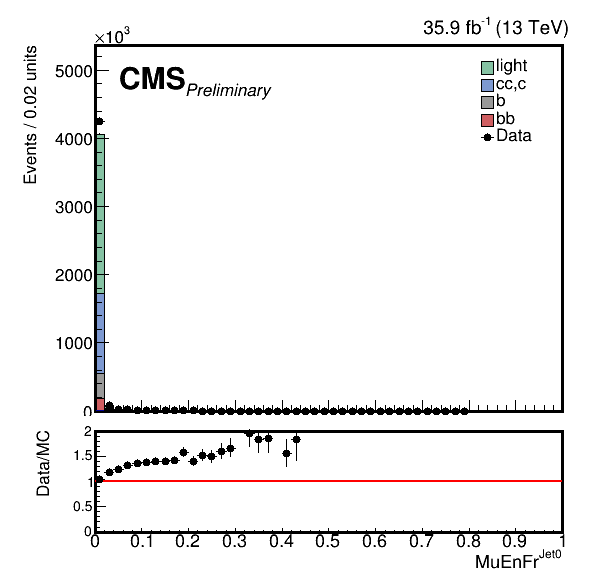 ×10³
35.9 fb⁻¹ (13 TeV)
CMS Preliminary
light
cc,c
b
bb
Data
Events / 0.02 units
5000
4000
3000
2000
1000
0
Data/MC
2
1.5
1
0.5
0
0 0.1 0.2 0.3 0.4 0.5 0.6 0.7 0.8 0.9 1
MuEnFr^Jet0